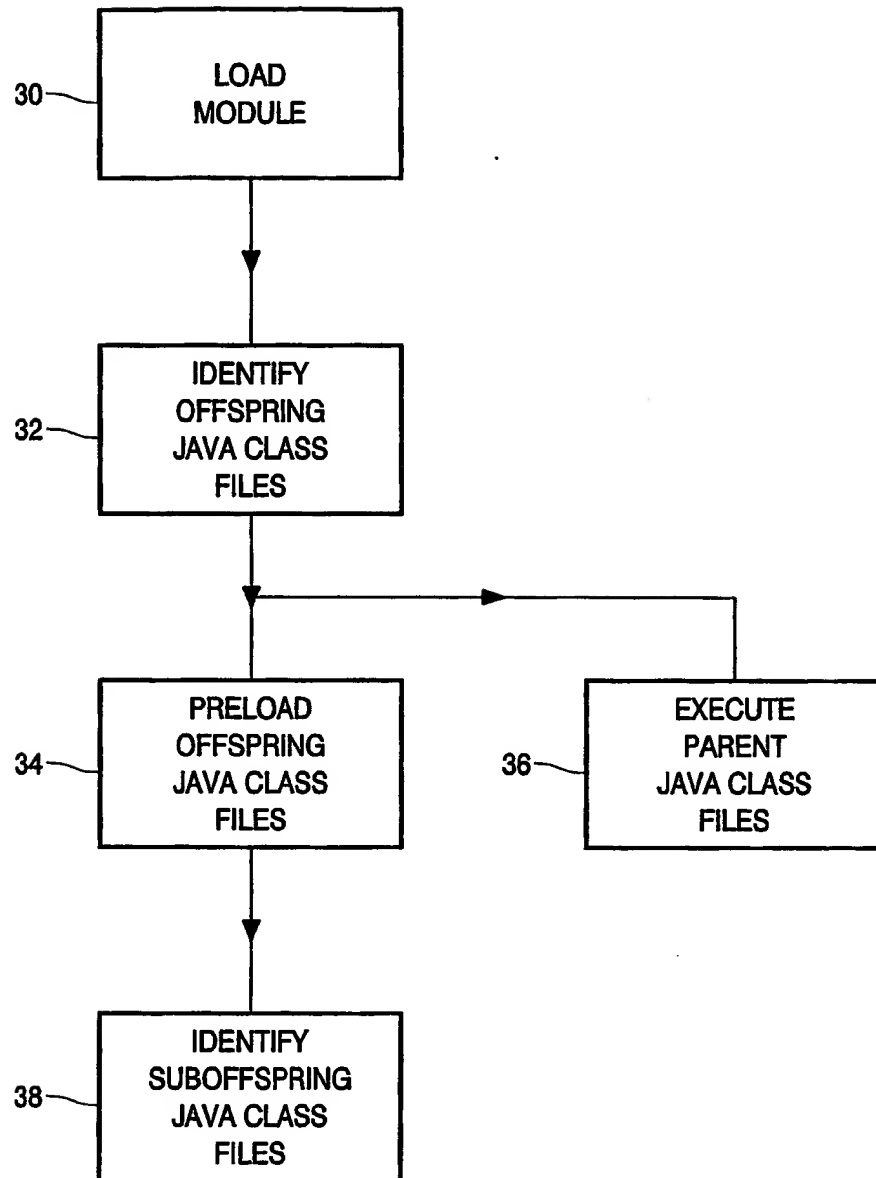 30
LOAD
MODULE
32
IDENTIFY
OFFSPRING
JAVA CLASS
FILES
34
PRELOAD
OFFSPRING
JAVA CLASS
FILES
36
EXECUTE
PARENT
JAVA CLASS
FILES
38
IDENTIFY
SUBOFFSPRING
JAVA CLASS
FILES